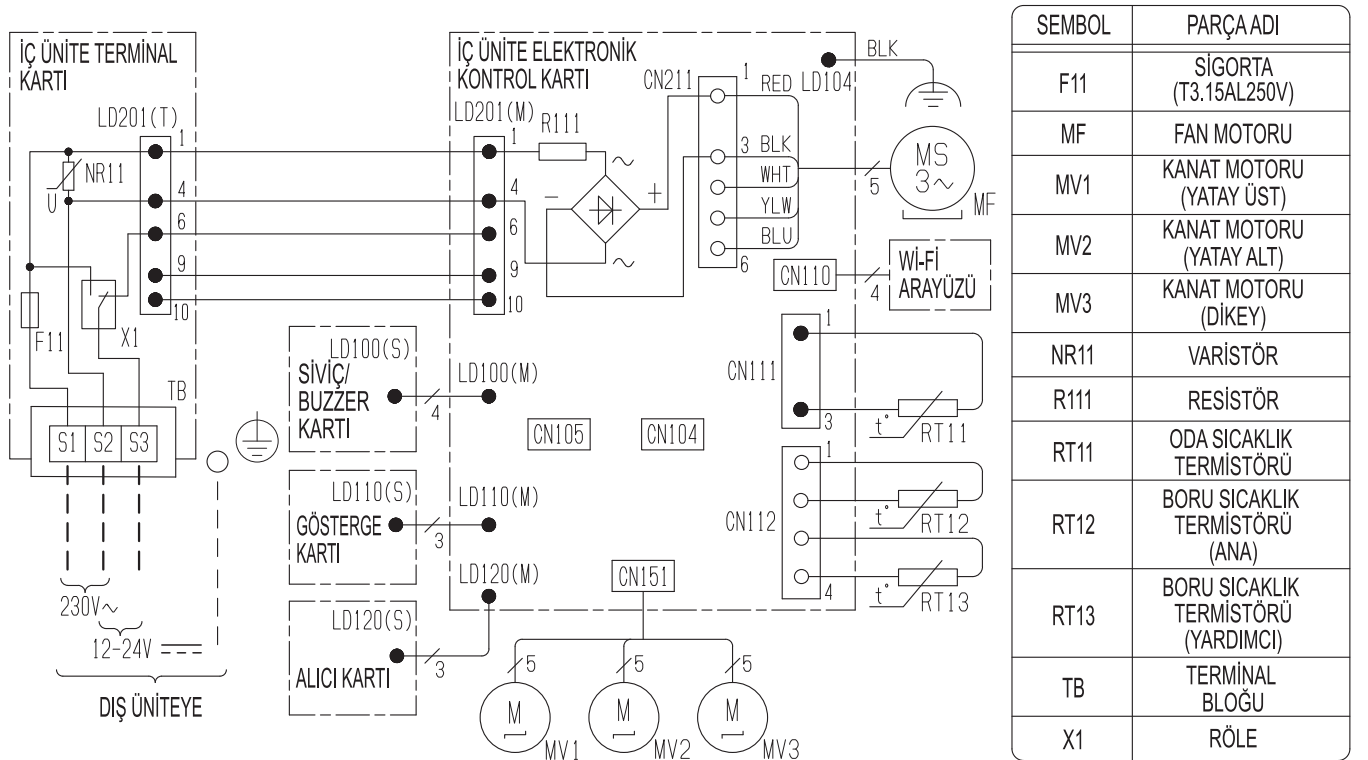 İÇ ÜNİTE TERMİNAL
KARTI
LD201(T)
1
4
6
9
10
NR11
U
F11
X1
TB
S1 S2 S3
230V～
12-24V
DIŞ ÜNİTEYE
İÇ ÜNİTE ELEKTRONİK
KONTROL KARTI
LD201(M)
1
4
6
9
10
R111
～
－
＋
～
CN211
1
3
6
RED
BLK
WHT
YLW
BLU
LD104
BLK
5
MS
3～
MF
CN110
4
Wİ-Fİ
ARAYÜZÜ
CN111
1
3
t°
RT11
CN112
1
4
t°
RT12
t°
RT13
CN105
CN104
LD100(S)
SİVİÇ/
BUZZER
KARTI
4
LD100(M)
LD110(S)
GÖSTERGE
KARTI
3
LD110(M)
LD120(S)
ALICI KARTI
3
LD120(M)
CN151
5
5
5
M
MV1
M
MV2
M
MV3
SEMBOL PARÇA ADI
F11 SİGORTA
(T3.15AL250V)
MF FAN MOTORU
MV1 KANAT MOTORU
(YATAY ÜST)
MV2 KANAT MOTORU
(YATAY ALT)
MV3 KANAT MOTORU
(DİKEY)
NR11 VARİSTÖR
R111 RESİSTÖR
RT11 ODA SICAKLIK
TERMİSTÖRÜ
RT12 BORU SICAKLIK
TERMİSTÖRÜ
(ANA)
RT13 BORU SICAKLIK
TERMİSTÖRÜ
(YARDIMCI)
TB TERMİNAL
BLOĞU
X1 RÖLE